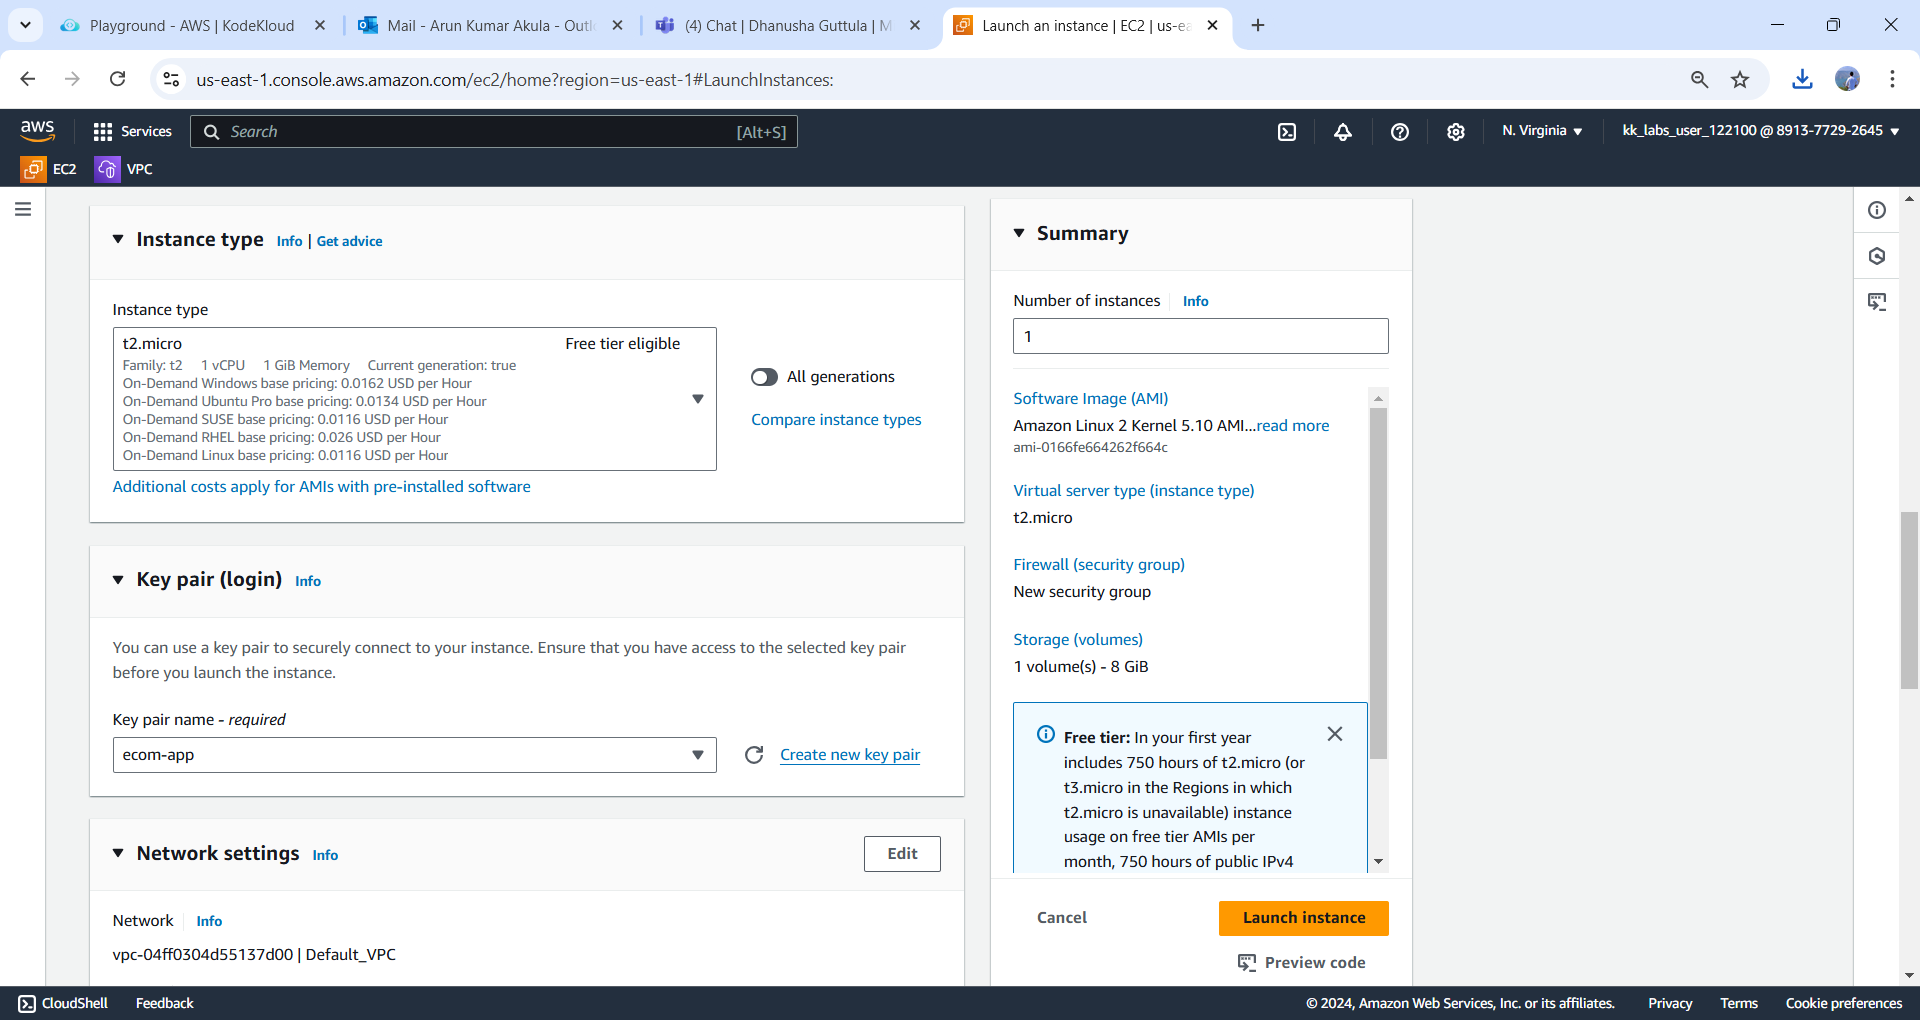 Playground - AWS | KodeKloud
Mail - Arun Kumar Akula - Outl
(4) Chat | Dhanusha Guttula | M
Launch an instance | EC2 | us-ea
us-east-1.console.aws.amazon.com/ec2/home?region=us-east-1#LaunchInstances:
aws
Services
Search
[Alt+S]
N. Virginia
kk_labs_user_122100 @ 8913-7729-2645
EC2
VPC
Instance type
Info | Get advice
Instance type
t2.micro
Free tier eligible
Family: t2 1 vCPU 1 GiB Memory Current generation: true
On-Demand Windows base pricing: 0.0162 USD per Hour
On-Demand Ubuntu Pro base pricing: 0.0134 USD per Hour
On-Demand SUSE base pricing: 0.0116 USD per Hour
On-Demand RHEL base pricing: 0.026 USD per Hour
On-Demand Linux base pricing: 0.0116 USD per Hour
All generations
Compare instance types
Additional costs apply for AMIs with pre-installed software
Key pair (login)
Info
You can use a key pair to securely connect to your instance. Ensure that you have access to the selected key pair
before you launch the instance.
Key pair name - required
ecom-app
Create new key pair
Network settings
Info
Edit
Network
Info
vpc-04ff0304d55137d00 | Default_VPC
Summary
Number of instances
Info
1
Software Image (AMI)
Amazon Linux 2 Kernel 5.10 AMI...read more
ami-0166fe664262f664c
Virtual server type (instance type)
t2.micro
Firewall (security group)
New security group
Storage (volumes)
1 volume(s) - 8 GiB
Free tier: In your first year
includes 750 hours of t2.micro (or
t3.micro in the Regions in which
t2.micro is unavailable) instance
usage on free tier AMIs per
month, 750 hours of public IPv4
Cancel
Launch instance
Preview code
CloudShell
Feedback
© 2024, Amazon Web Services, Inc. or its affiliates.
Privacy
Terms
Cookie preferences